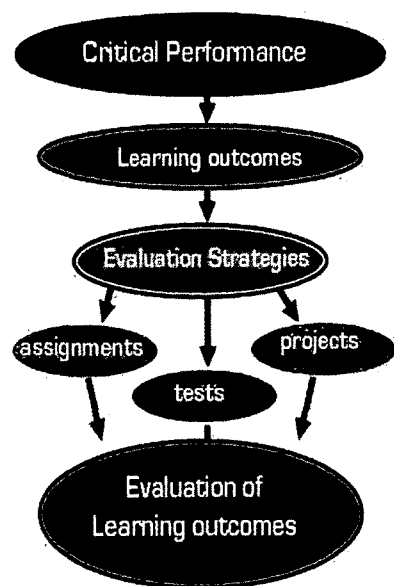 Critical Performance
Learning outcomes
Evaluation Strategies
assignments
projects
tests
Evaluation of
Learning outcomes